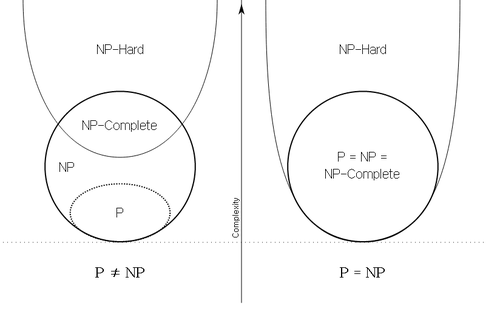 NP-Hard
NP-Complete
NP
P
P ≠ NP
Complexity
NP-Hard
P = NP =
NP-Complete
P = NP